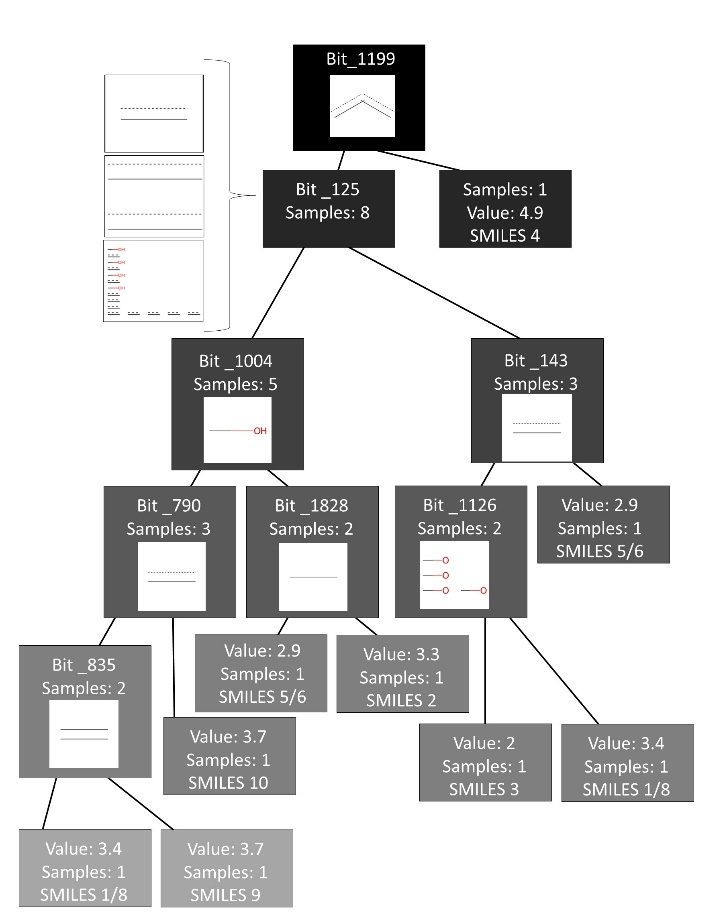 Bit_1199
Bit _125
Samples: 8
Samples: 1
Value: 4.9
SMILES 4
OH
OH
OH
OH
Bit _1004
Samples: 5
OH
Bit _143
Samples: 3
Bit _790
Samples: 3
Bit _1828
Samples: 2
Bit _1126
Samples: 2
O
O
O O
Value: 2.9
Samples: 1
SMILES 5/6
Bit _835
Samples: 2
Value: 2.9
Samples: 1
SMILES 5/6
Value: 3.3
Samples: 1
SMILES 2
Value: 3.7
Samples: 1
SMILES 10
Value: 2
Samples: 1
SMILES 3
Value: 3.4
Samples: 1
SMILES 1/8
Value: 3.4
Samples: 1
SMILES 1/8
Value: 3.7
Samples: 1
SMILES 9